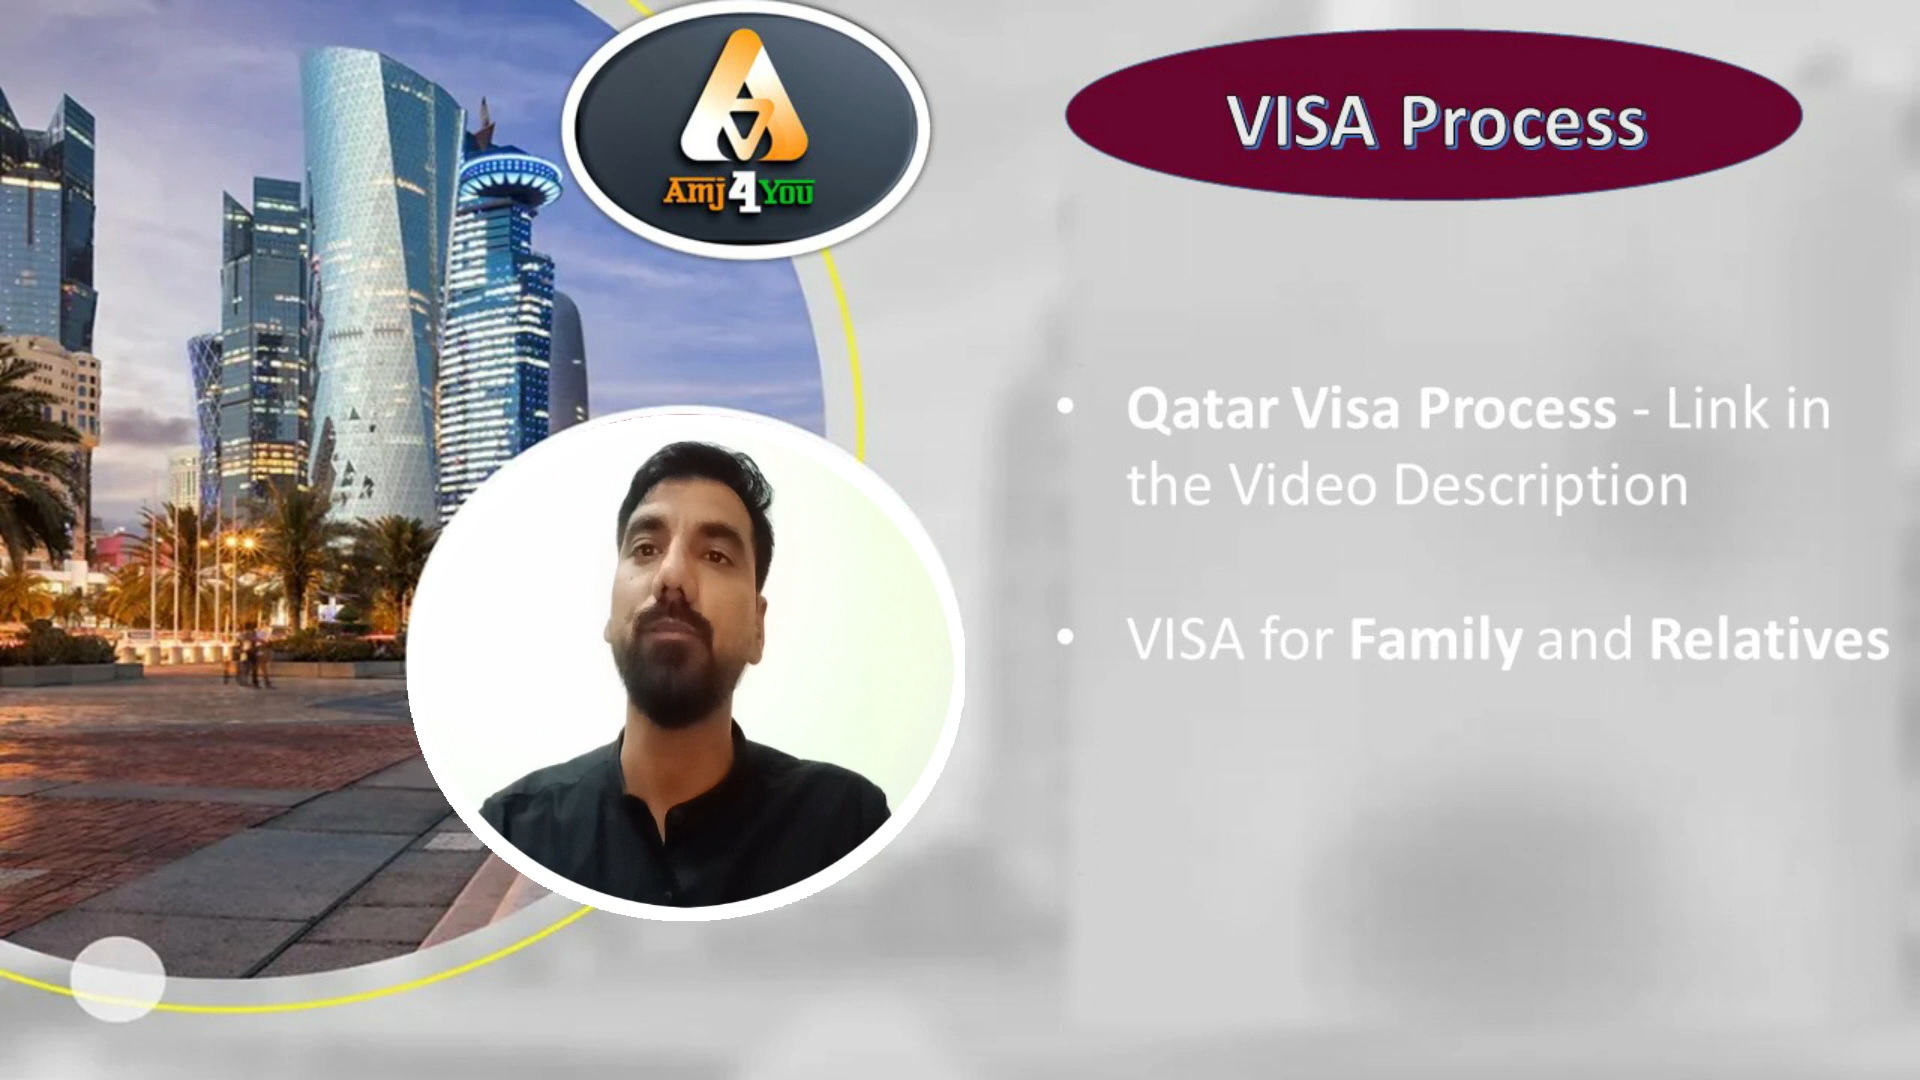 Amj4You
VISA Process
• Qatar Visa Process - Link in
the Video Description
• VISA for Family and Relatives